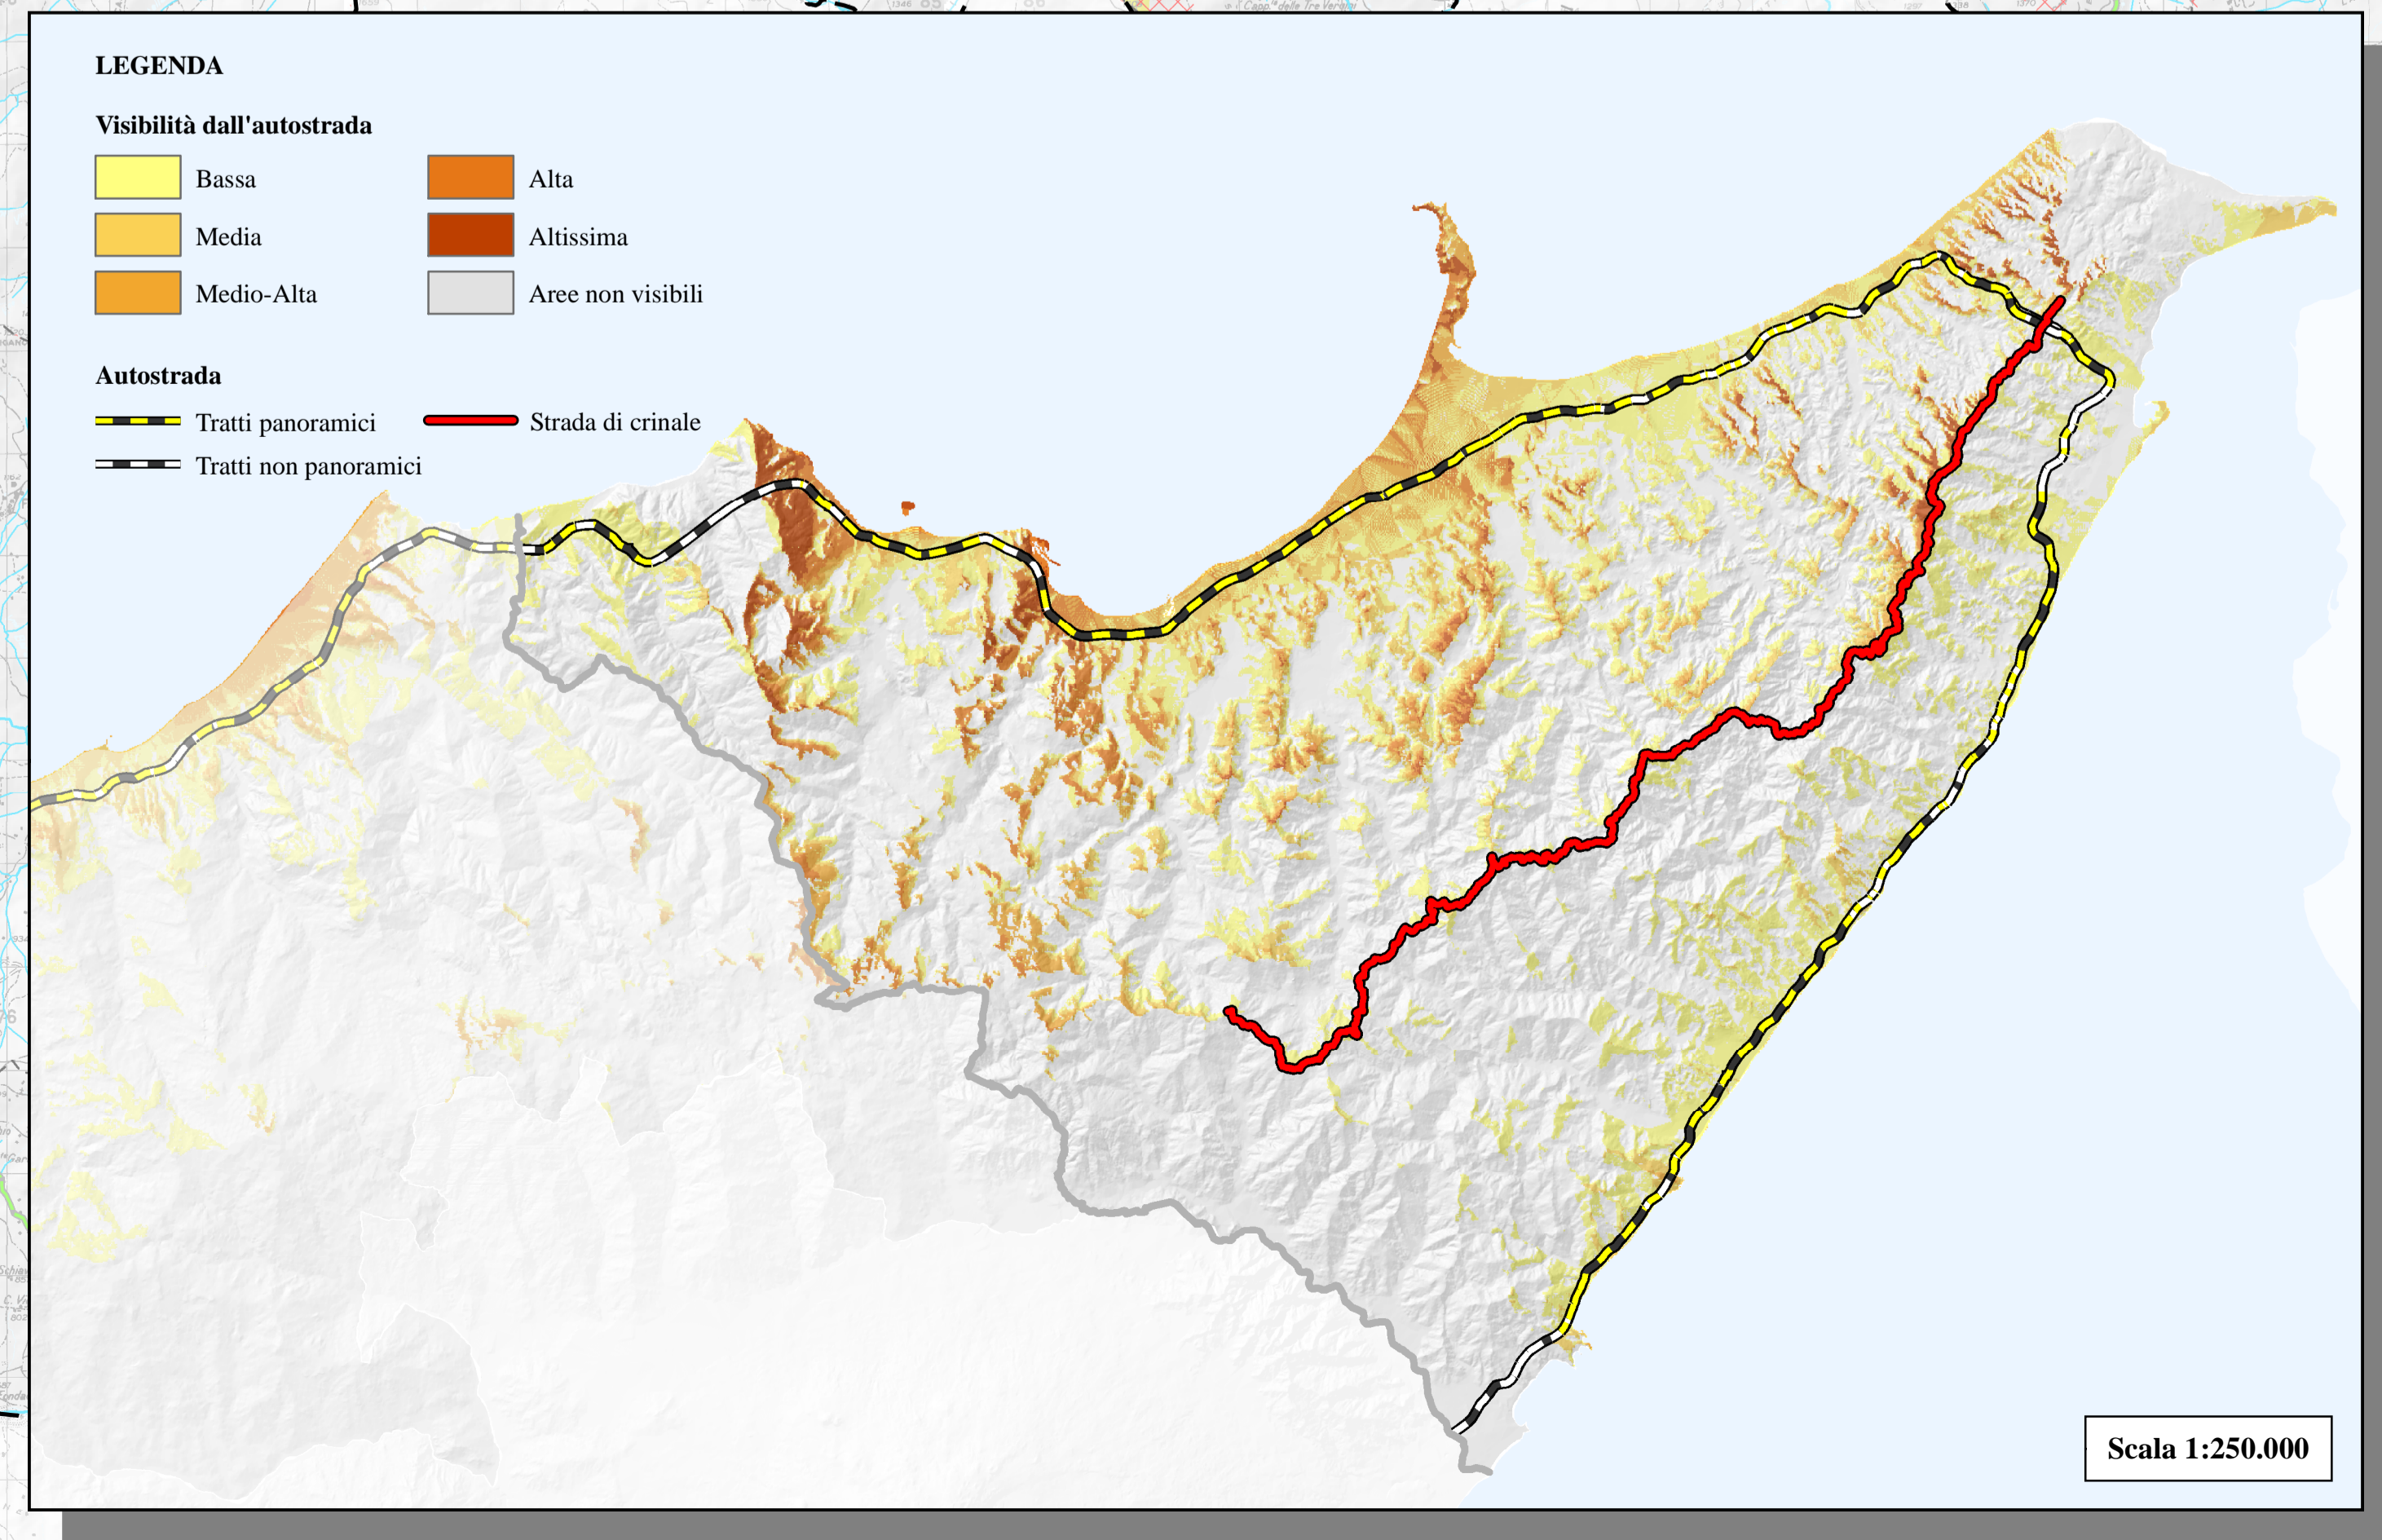 LEGENDA
Visibilità dall'autostrada
Bassa
Alta
Media
Altissima
Medio-Alta
Aree non visibili
Autostrada
Tratti panoramici
Strada di crinale
Tratti non panoramici
Scala 1:250.000